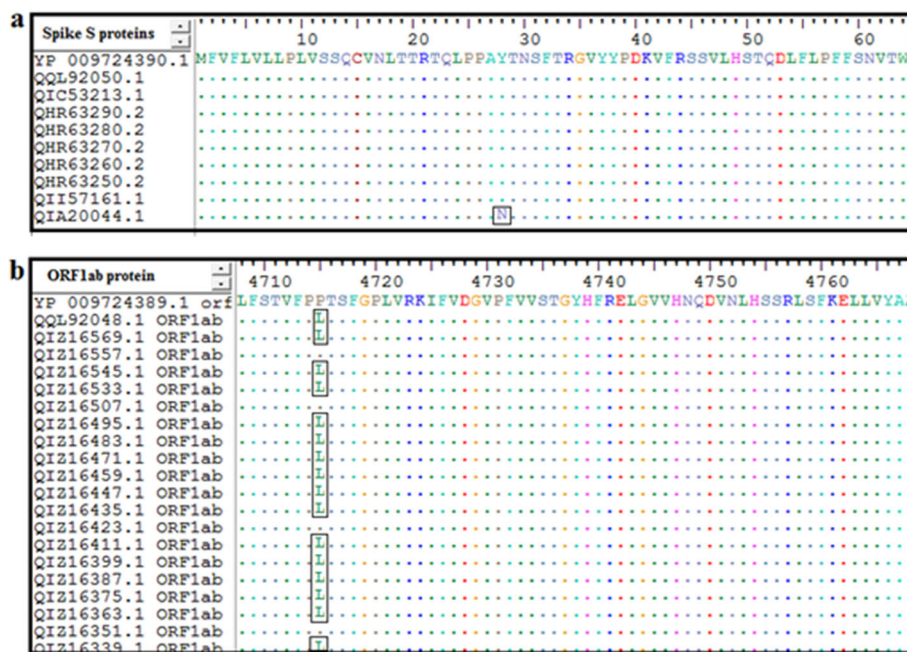 a
Spike S proteins
10 20 30 40 50 60
YP 009724390.1 MFVFLVLLPLVSSQCVNLTTRTQLPPAYTNSFTRGVYYPDKVFRSSVLHSTQDLFLPFFSNVTW
QQL92050.1
QIC53213.1
QHR63290.2
QHR63280.2
QHR63270.2
QHR63260.2
QHR63250.2
QII57161.1
QIA20044.1 N
b
ORF1ab protein
4710 4720 4730 4740 4750 4760
YP 009724389.1 orf LFSTVFPPTSFGPLVRKIFVDGVPFVVSTGYHFRELGVVHNQDVNLHSSRLSFKELLVYA
QQL92048.1 ORF1ab L
QIZ16569.1 ORF1ab L
QIZ16557.1 ORF1ab
QIZ16545.1 ORF1ab L
QIZ16533.1 ORF1ab L
QIZ16507.1 ORF1ab
QIZ16495.1 ORF1ab L
QIZ16483.1 ORF1ab L
QIZ16471.1 ORF1ab L
QIZ16459.1 ORF1ab L
QIZ16447.1 ORF1ab L
QIZ16435.1 ORF1ab L
QIZ16423.1 ORF1ab
QIZ16411.1 ORF1ab L
QIZ16399.1 ORF1ab L
QIZ16387.1 ORF1ab L
QIZ16375.1 ORF1ab L
QIZ16363.1 ORF1ab L
QIZ16351.1 ORF1ab
QIZ16339.1 ORF1ab L